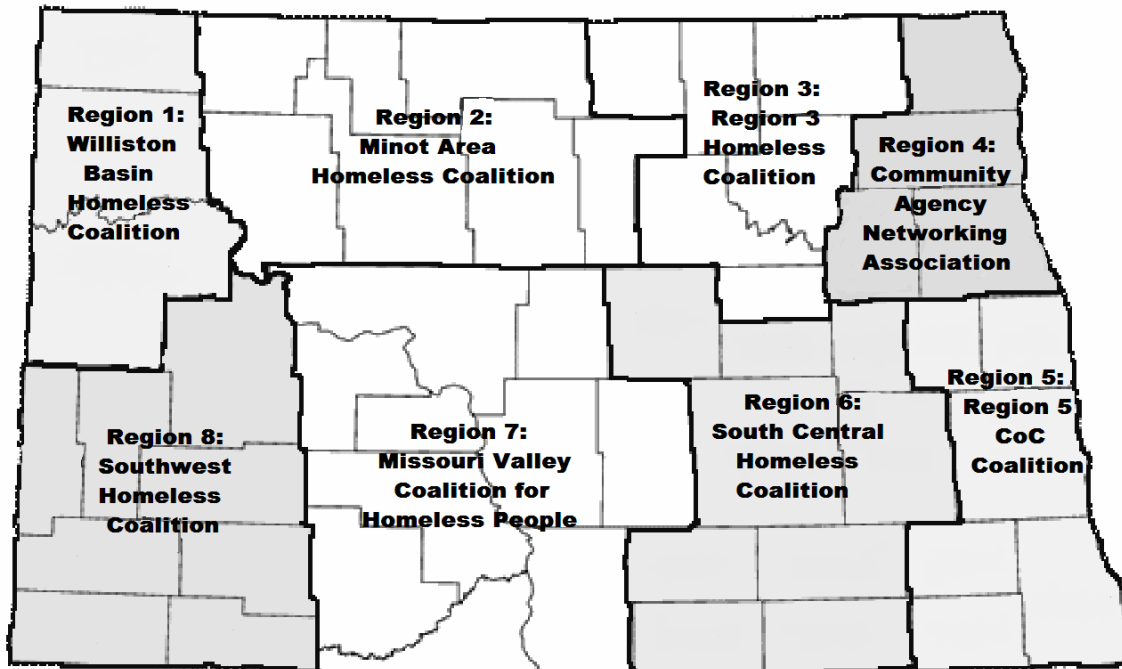 Region 1:
Williston
Basin
Homeless
Coalition
Region 2:
Minot Area
Homeless Coalition
Region 3:
Region 3
Homeless
Coalition
Region 4:
Community
Agency
Networking
Association
Region 8:
Southwest
Homeless
Coalition
Region 7:
Missouri Valley
Coalition for
Homeless People
Region 6:
South Central
Homeless
Coalition
Region 5:
Region 5
CoC
Coalition